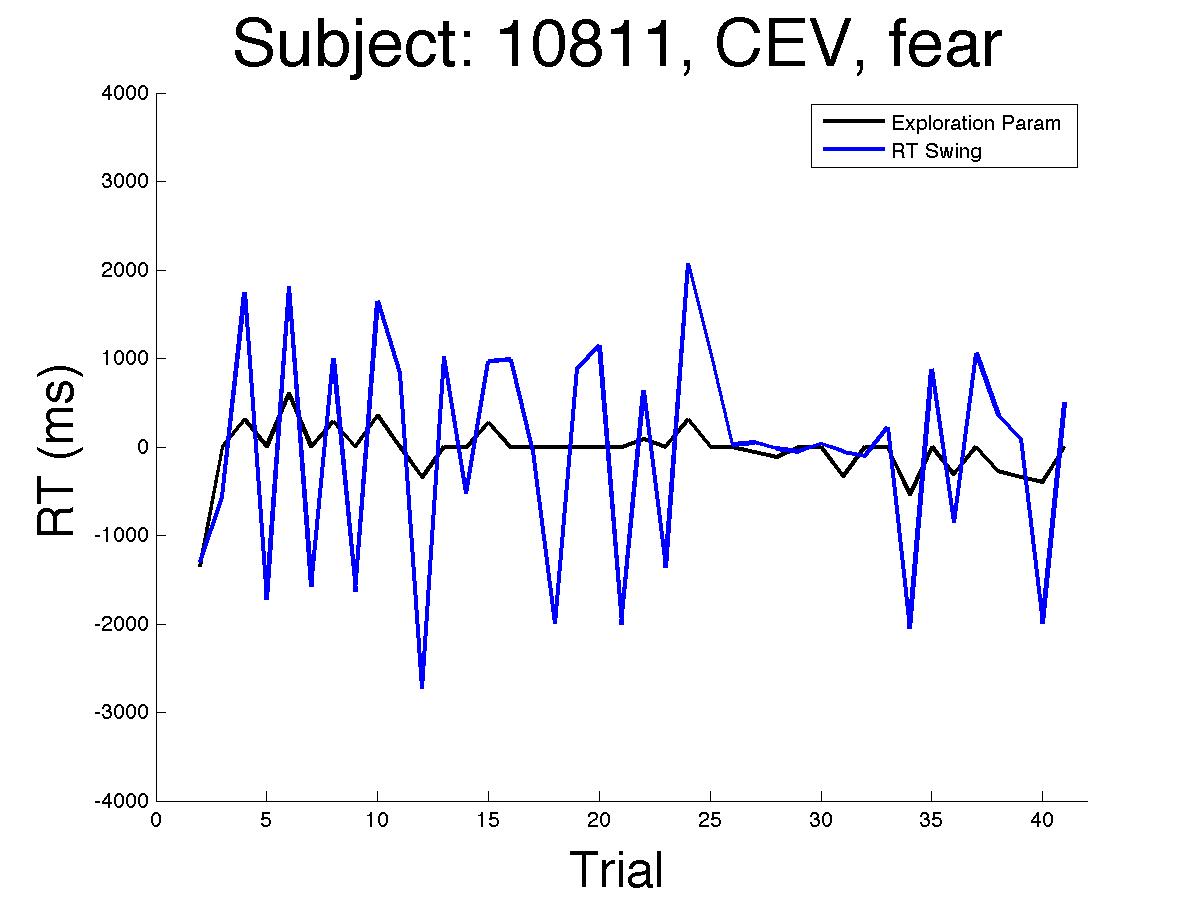 Subject: 10811, CEV, fear
Exploration Param
RT Swing
4000
3000
2000
1000
0
-1000
-2000
-3000
-4000
RT (ms)
0 5 10 15 20 25 30 35 40
Trial